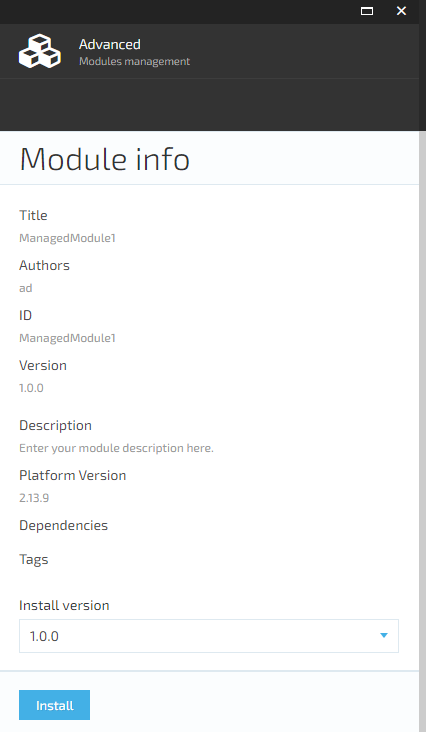 Advanced
Modules management
Module info
Title
ManagedModule1
Authors
ad
ID
ManagedModule1
Version
1.0.0
Description
Enter your module description here.
Platform Version
2.13.9
Dependencies
Tags
Install version
1.0.0
Install